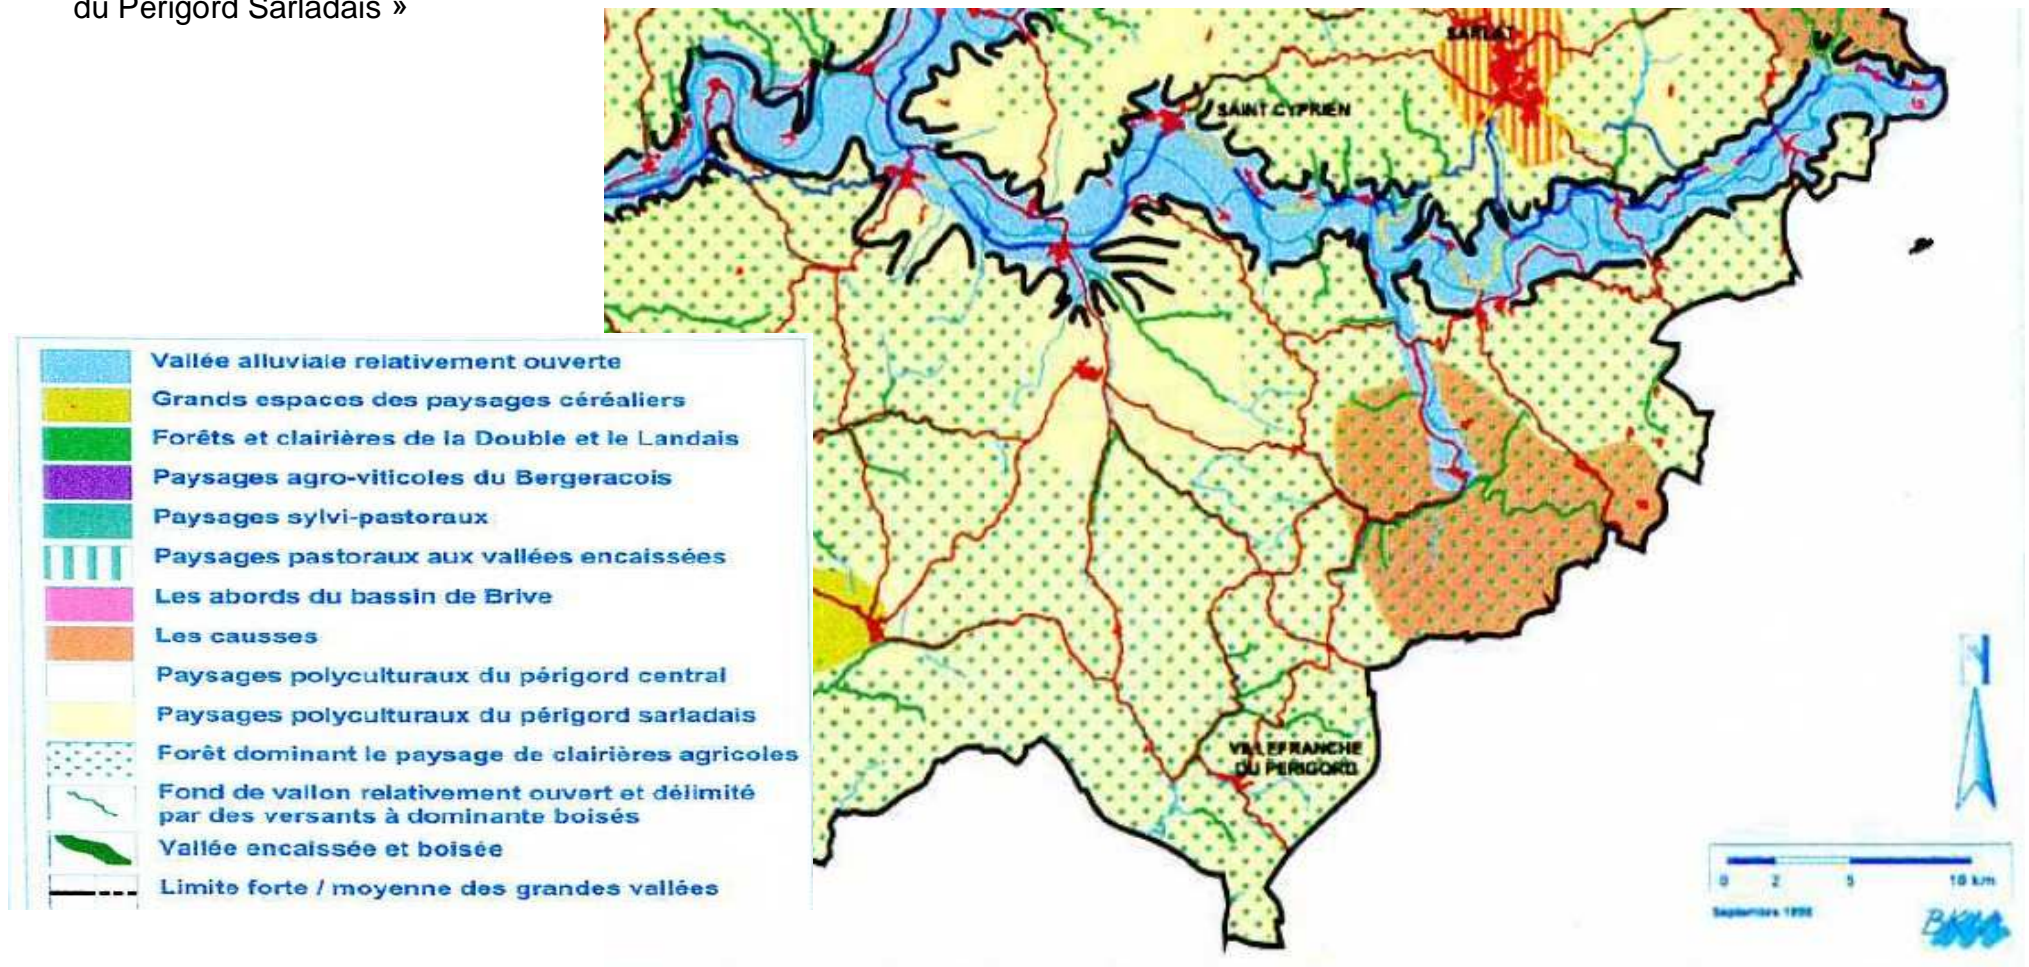 du Périgord Sarladais »
SARLAT
SAINT CYPRIEN
Vallée alluviale relativement ouverte
Grands espaces des paysages céréaliers
Forêts et clairières de la Double et le Landais
Paysages agro-viticoles du Bergeracois
Paysages sylvi-pastoraux
Paysages pastoraux aux vallées encaissées
Les abords du bassin de Brive
Les causses
Paysages polyculturaux du périgord central
Paysages polyculturaux du périgord sarladais
Forêt dominant le paysage de clairières agricoles
Fond de vallon relativement ouvert et délimité
par des versants à dominante boisés
Vallée encaissée et boisée
Limite forte / moyenne des grandes vallées
VILLEFRANCHE
DU PERIGORD
N
0 2 5 10 km
Septembre